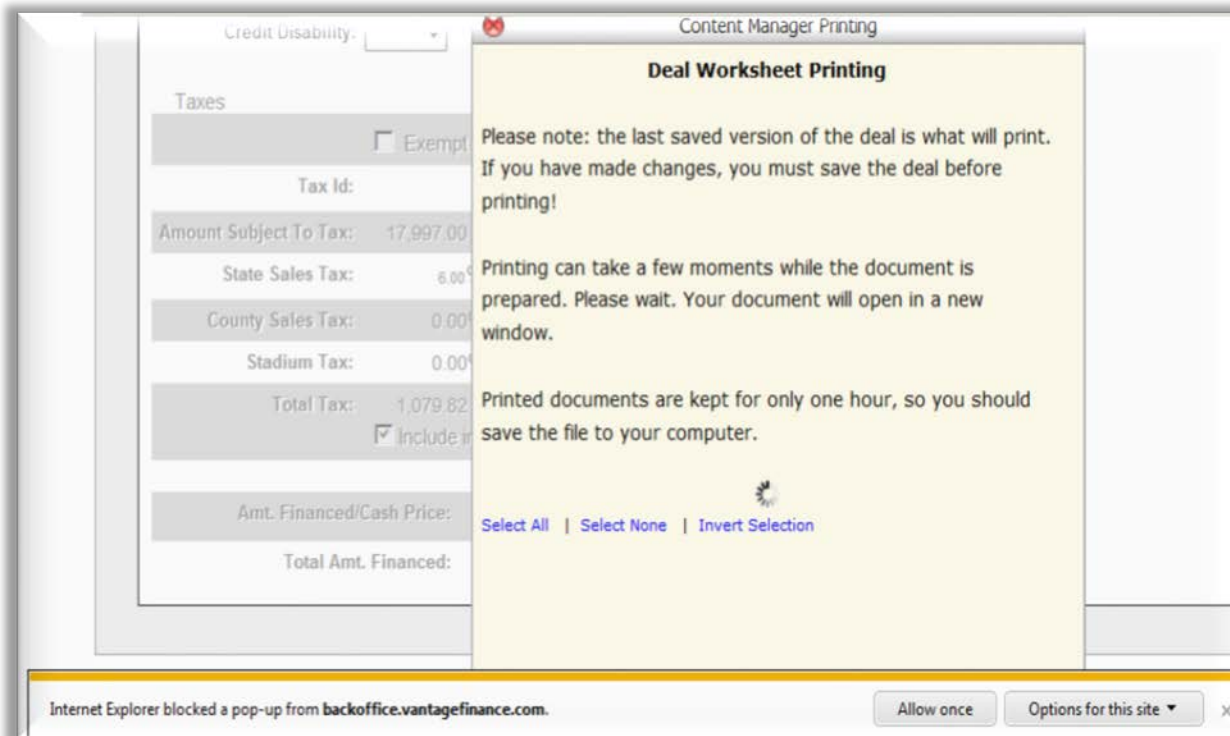 Credit Disability:
Content Manager Printing
Deal Worksheet Printing
Taxes
Exempt
Please note: the last saved version of the deal is what will print.
If you have made changes, you must save the deal before
printing!
Tax Id:
Amount Subject To Tax: 17,997.00
State Sales Tax: 6.00
Printing can take a few moments while the document is
prepared. Please wait. Your document will open in a new
window.
County Sales Tax: 0.00
Stadium Tax: 0.00
Total Tax: 1,079.82
Include
Printed documents are kept for only one hour, so you should
save the file to your computer.
Amt. Financed/Cash Price:
Select All | Select None | Invert Selection
Total Amt. Financed:
Internet Explorer blocked a pop-up from backoffice.vantagefinance.com.
Allow once
Options for this site